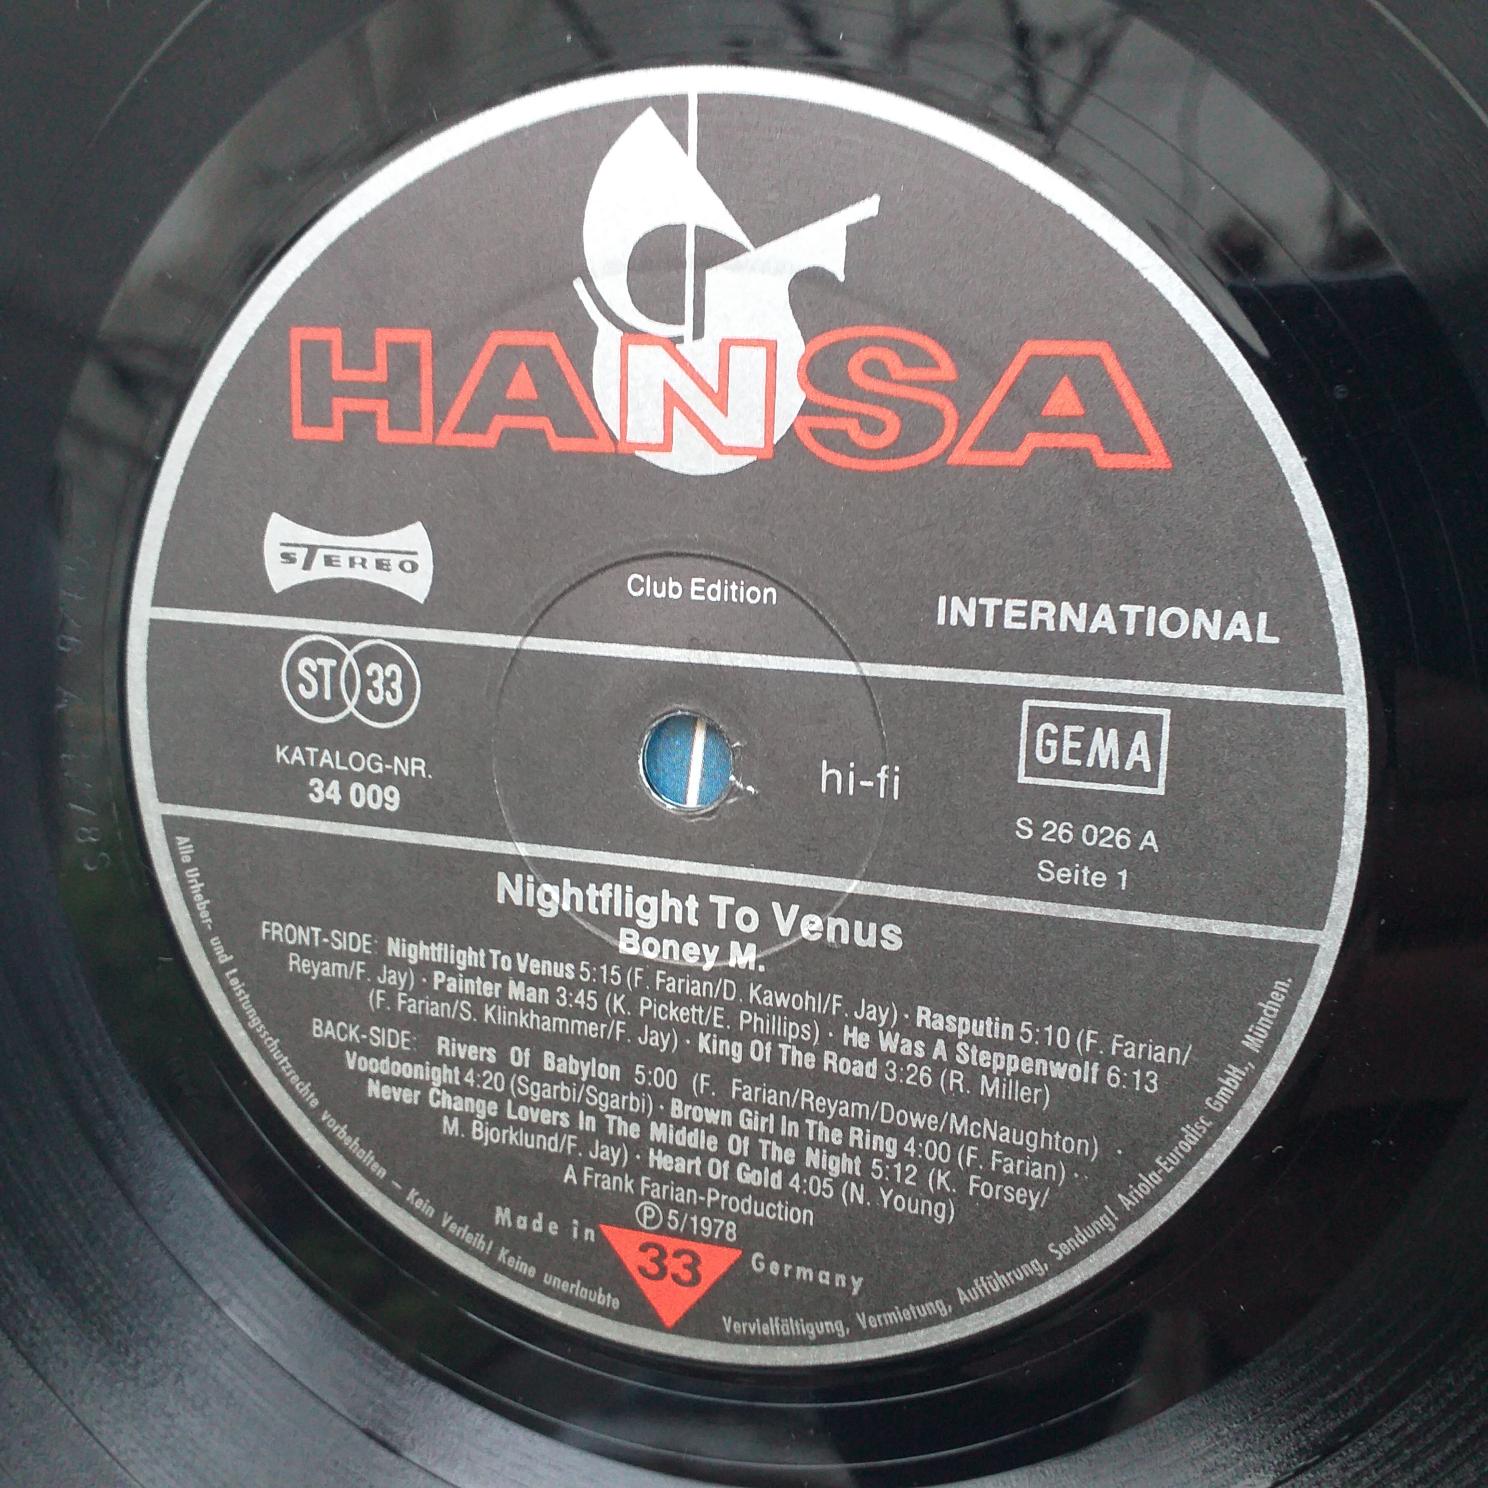 HANSA
STEREO
Club Edition
INTERNATIONAL
ST 33
KATALOG-NR.
34 009
hi-fi
GEMA
S 26 026 A
Seite 1
Nightflight To Venus
Boney M.
FRONT-SIDE: Nightflight To Venus 5:15 (F. Farian/D. Kawohl/F. Jay) · Rasputin 5:10 (F. Farian/
Reyam/F. Jay) · Painter Man 3:45 (K. Pickett/E. Phillips) · He Was A Steppenwolf 6:13
(F. Farian/S. Klinkhammer/F. Jay) · King Of The Road 3:26 (R. Miller)
BACK-SIDE: Rivers Of Babylon 5:00 (F. Farian/Reyam/Dowe/McNaughton) ·
Voodoonight 4:20 (Sgarbi/Sgarbi) · Brown Girl In The Ring 4:00 (F. Farian) ·
Never Change Lovers In The Middle Of The Night 5:12 (K. Forsey/
M. Bjorklund/F. Jay) · Heart Of Gold 4:05 (N. Young)
A Frank Farian-Production
℗ 5/1978
Made in Germany
33
Alle Urheber- und Leistungsschutzrechte vorbehalten – Kein Verleih! Keine unerlaubte Vervielfältigung, Vermietung, Aufführung, Sendung! Ariola-Eurodisc GmbH., München.